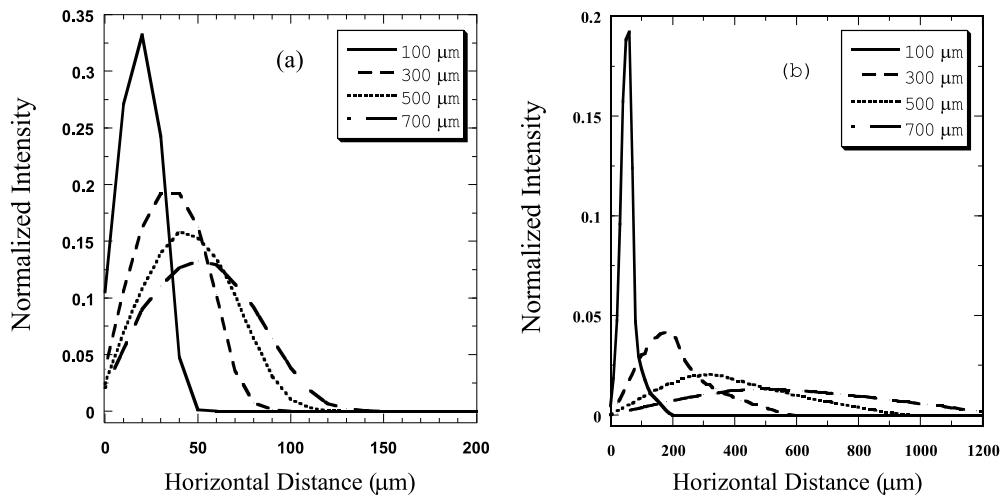 0.35
0.3
0.25
0.2
0.15
0.1
0.05
0
Normalized Intensity
(a)
100 μm
300 μm
500 μm
700 μm
0 50 100 150 200
Horizontal Distance (μm)
0.2
0.15
0.1
0.05
0
Normalized Intensity
(b)
100 μm
300 μm
500 μm
700 μm
0 200 400 600 800 1000 1200
Horizontal Distance (μm)